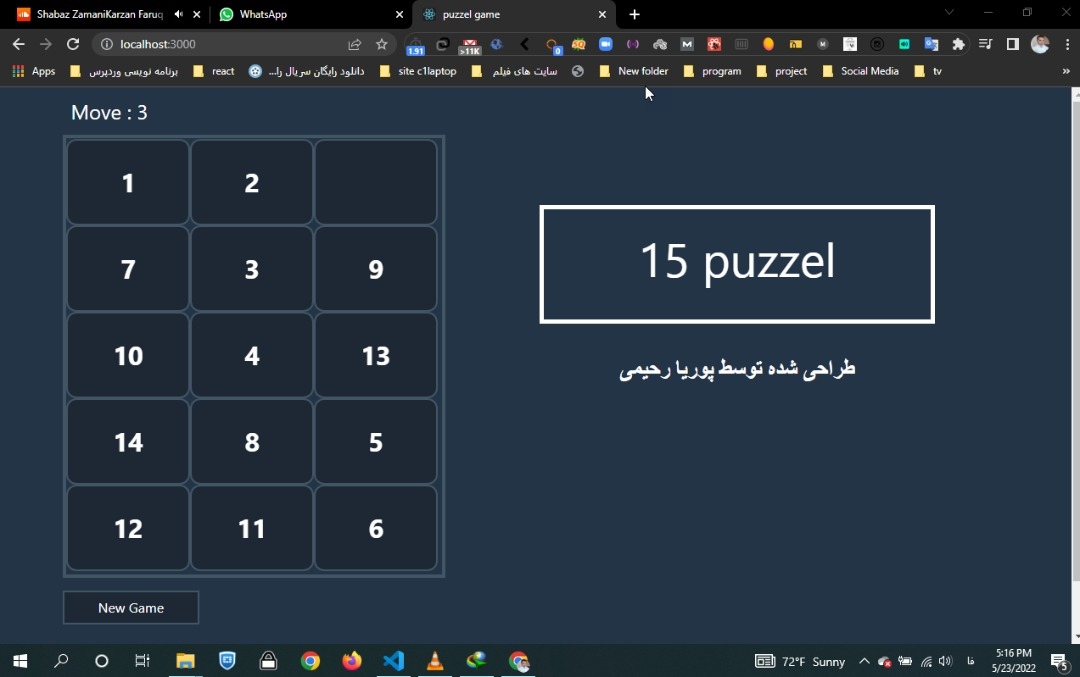 Shabaz ZamaniKarzan Faruq
WhatsApp
puzzel game
localhost:3000
1.91
>11K
0
Apps
برنامه نویسی وردپرس
react
دانلود رایگان سریال را...
site c1laptop
سایت های فیلم
New folder
program
project
Social Media
tv
»
Move : 3
1 2
7 3 9
10 4 13
14 8 5
12 11 6
New Game
15 puzzel
طراحی شده توسط پوریا رحیمی
72°F Sunny
فا
5:16 PM
5/23/2022
5